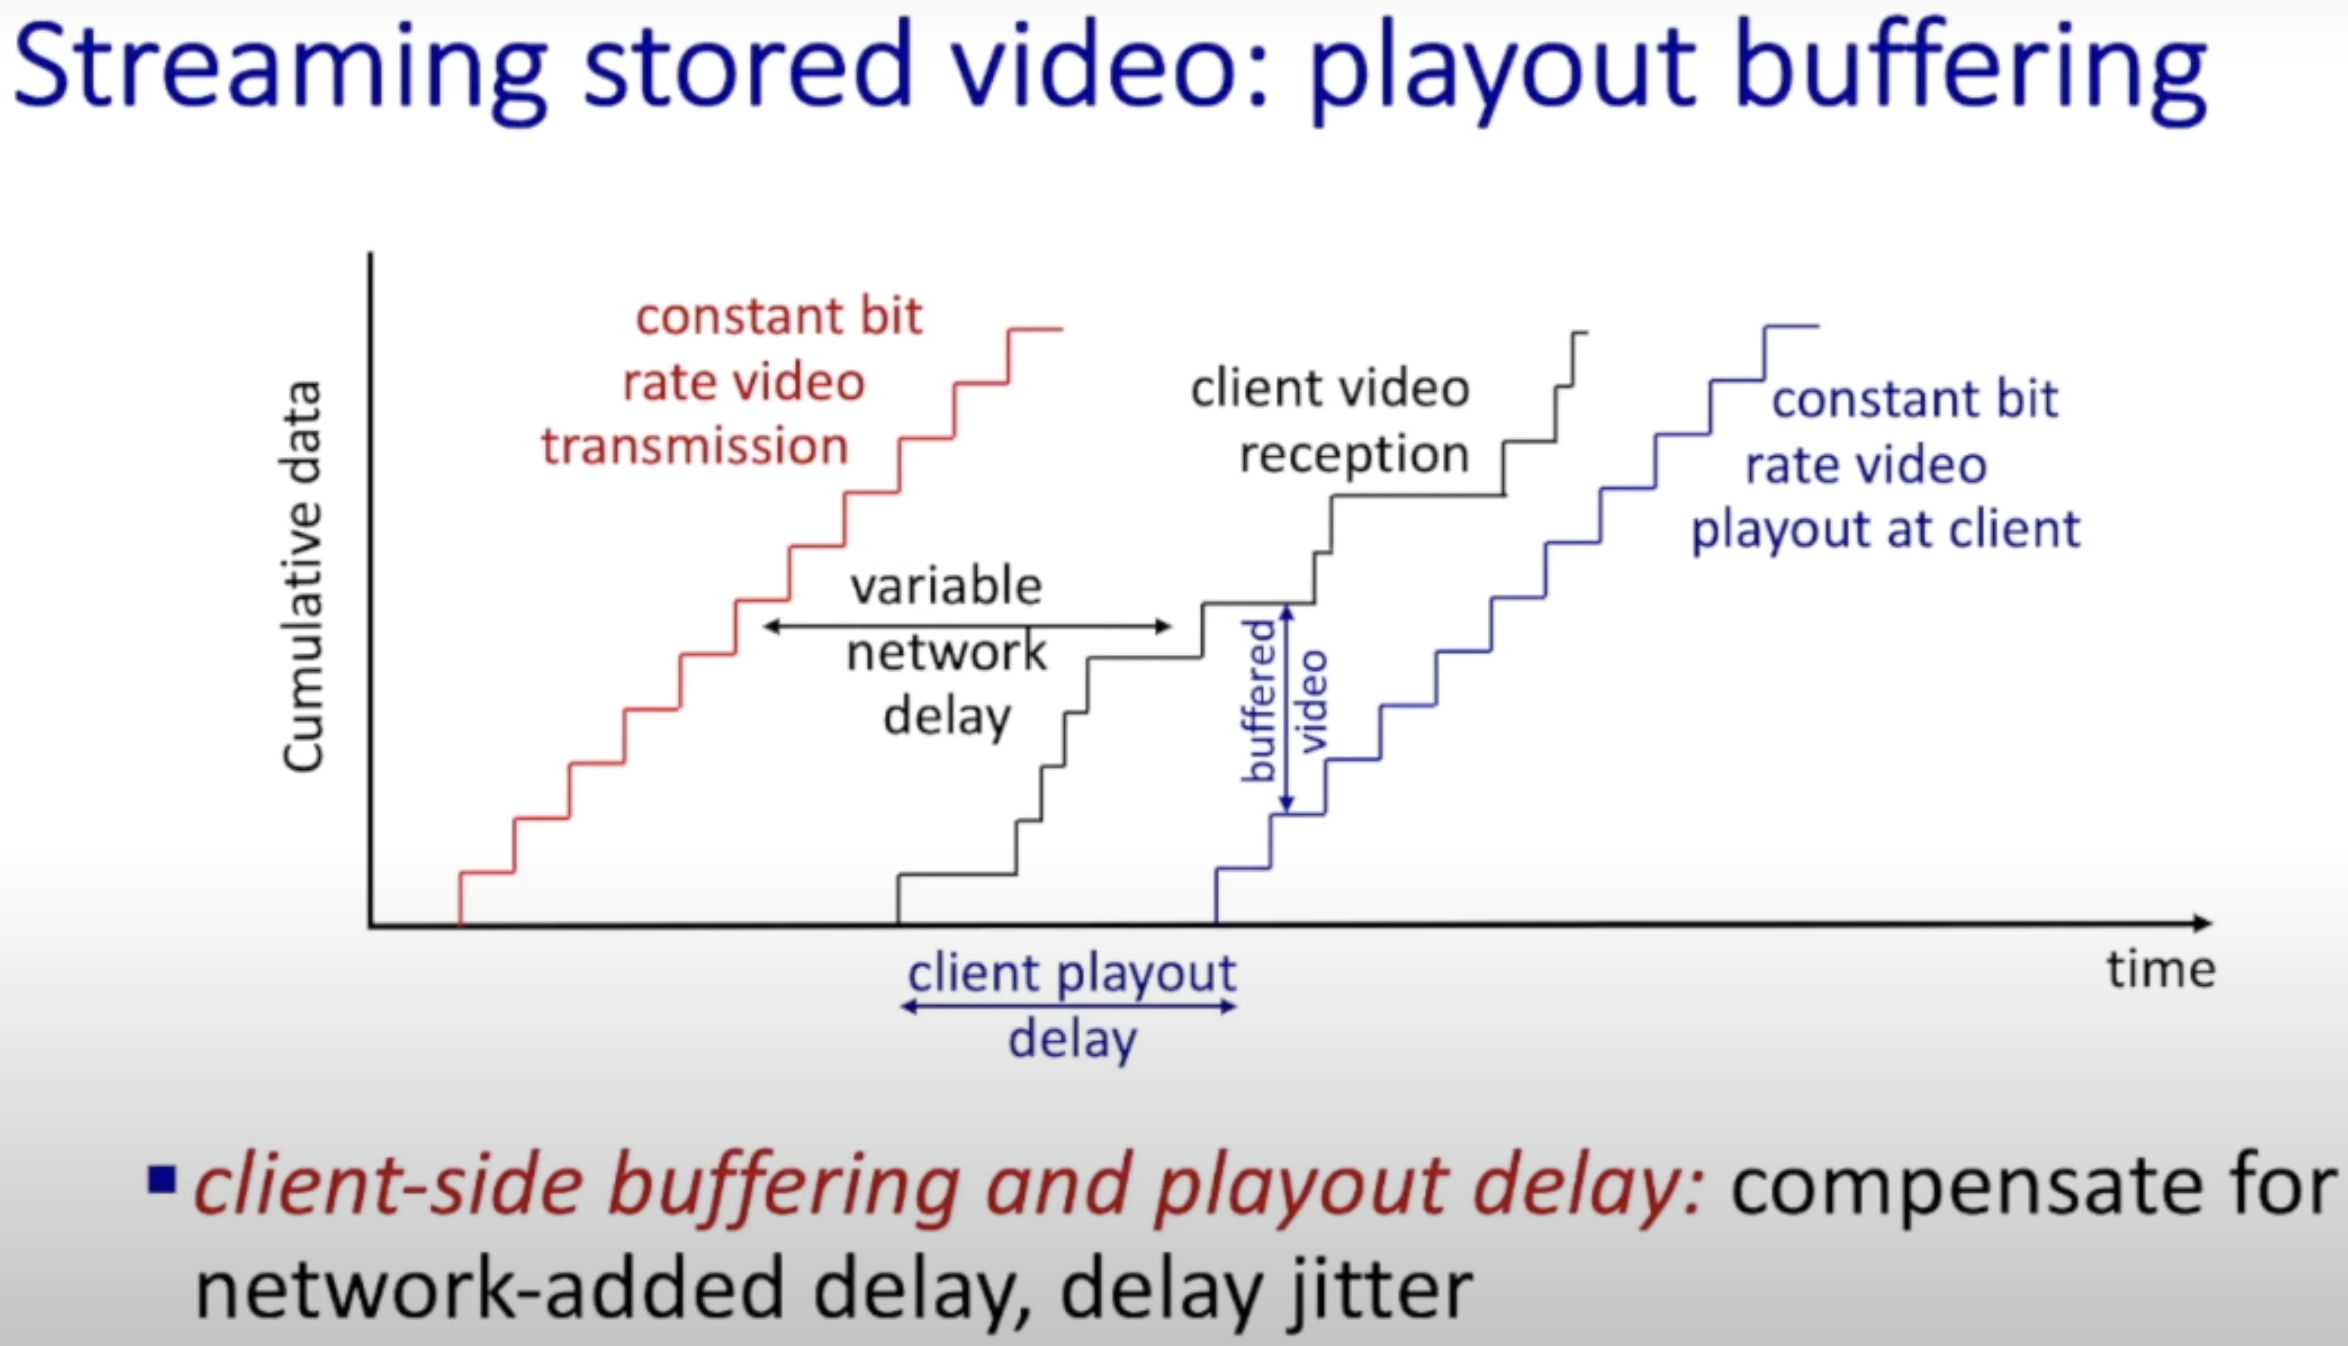 Streaming stored video: playout buffering
constant bit
rate video
transmission
client video
reception
constant bit
rate video
playout at client
variable
network
delay
buffered
video
Cumulative data
client playout
delay
time
▪ client-side buffering and playout delay: compensate for
network-added delay, delay jitter